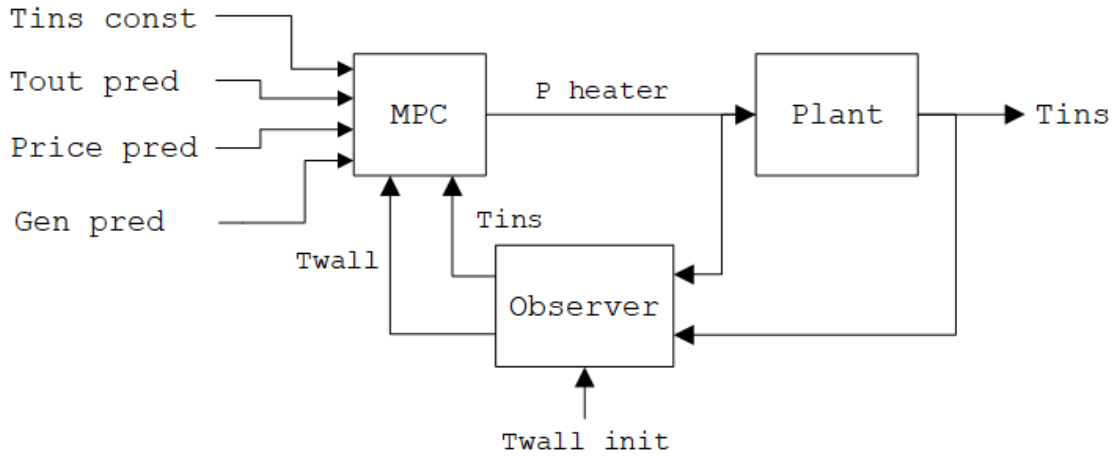 Tins const
Tout pred
Price pred
Gen pred
MPC
P heater
Plant
Tins
Tins
Twall
Observer
Twall init